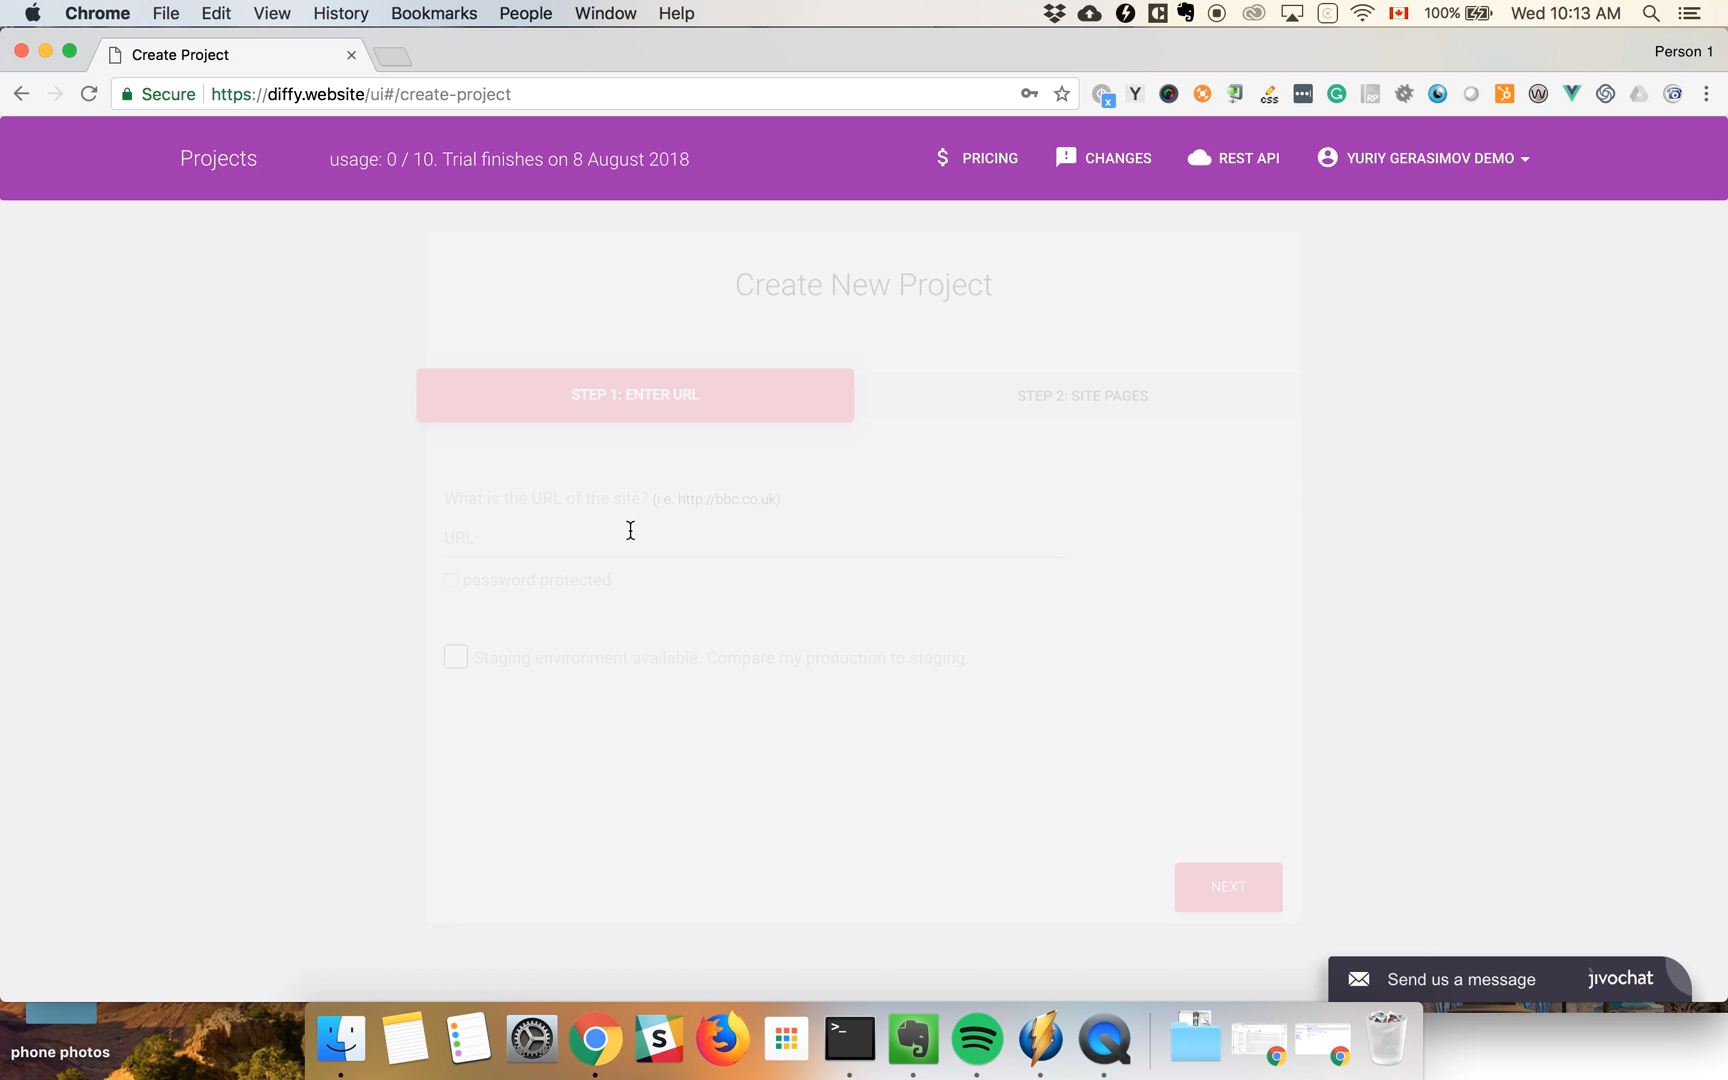 Chrome File Edit View History Bookmarks People Window Help 100% Wed 10:13 AM
Create Project Person 1
Secure https://diffy.website/ui#/create-project
Projects usage: 0 / 10. Trial finishes on 8 August 2018 $ PRICING CHANGES REST API YURIY GERASIMOV DEMO
Create New Project
STEP 1: ENTER URL STEP 2: SITE PAGES
What is the URL of the site? (i.e. http://bbc.co.uk)
URL
password protected
Staging environment available. Compare my production to staging.
NEXT
Send us a message jivochat
phone photos